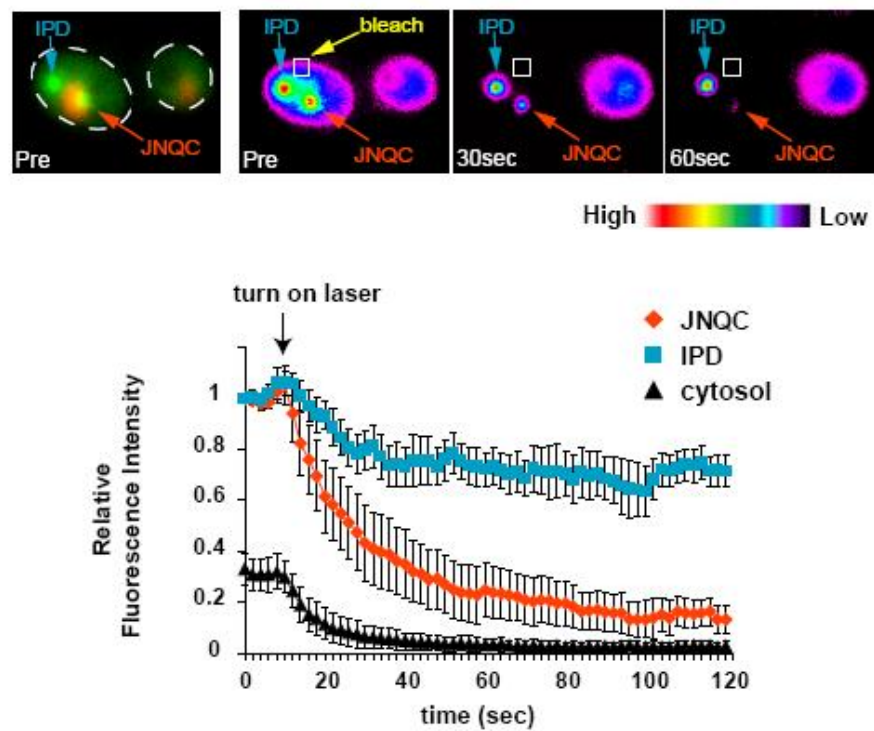 IPD
JNQC
Pre
IPD
bleach
JNQC
Pre
IPD
JNQC
30sec
IPD
JNQC
60sec
High Low
turn on laser
JNQC
IPD
cytosol
Relative
Fluorescence Intensity
1
0.8
0.6
0.4
0.2
0
0 20 40 60 80 100 120
time (sec)